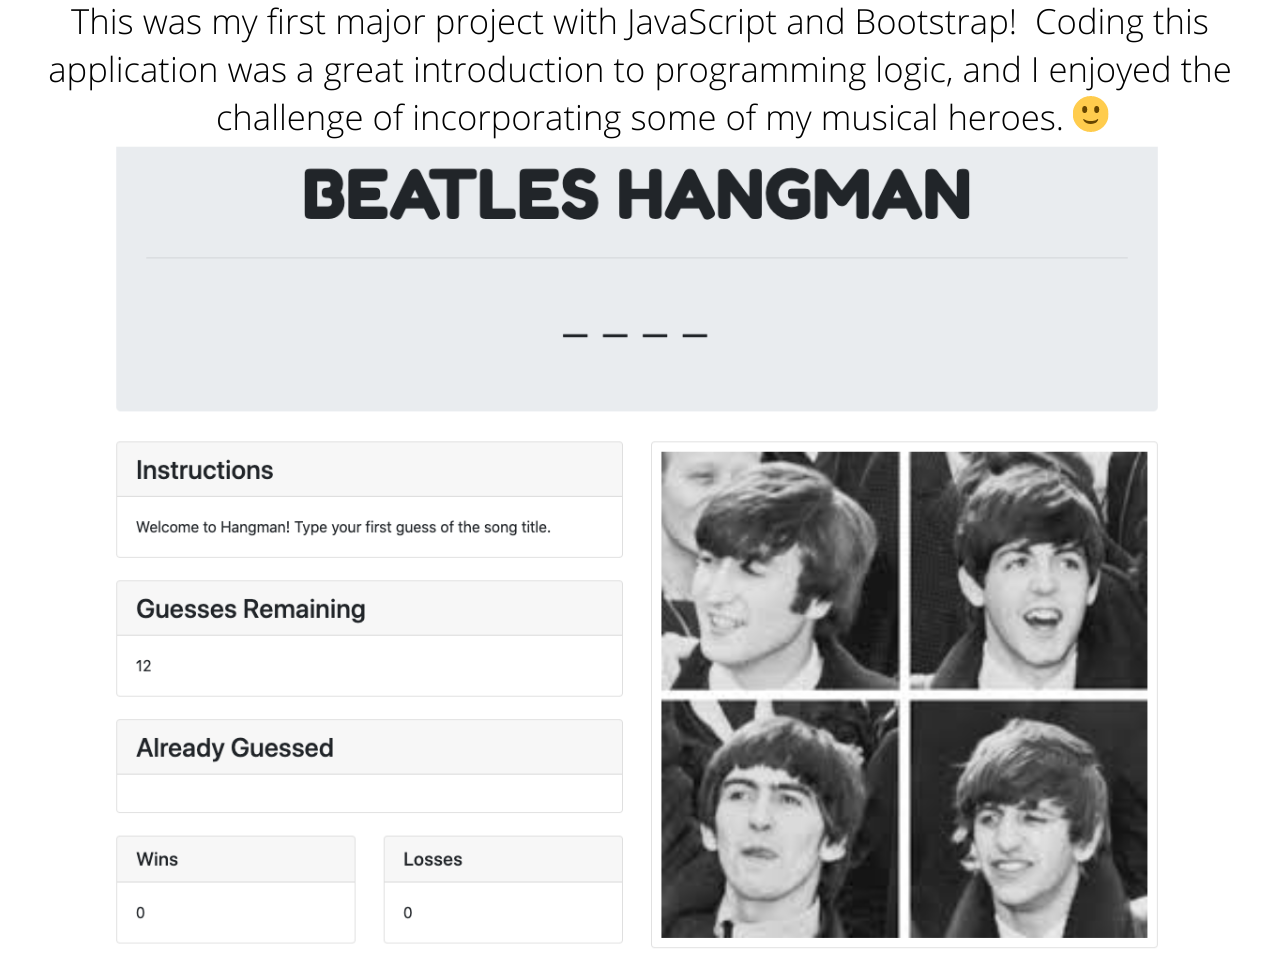 This was my first major project with JavaScript and Bootstrap!  Coding this
application was a great introduction to programming logic, and I enjoyed the
challenge of incorporating some of my musical heroes. 🙂
BEATLES HANGMAN
_ _ _ _
Instructions
Welcome to Hangman! Type your first guess of the song title.
Guesses Remaining
12
Already Guessed
Wins
0
Losses
0